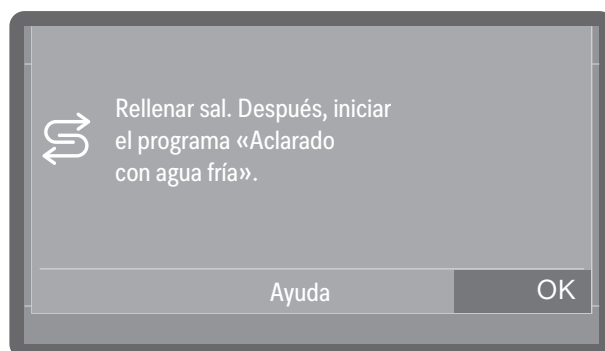 Rellenar sal. Después, iniciar
el programa «Aclarado
con agua fría».
Ayuda
OK